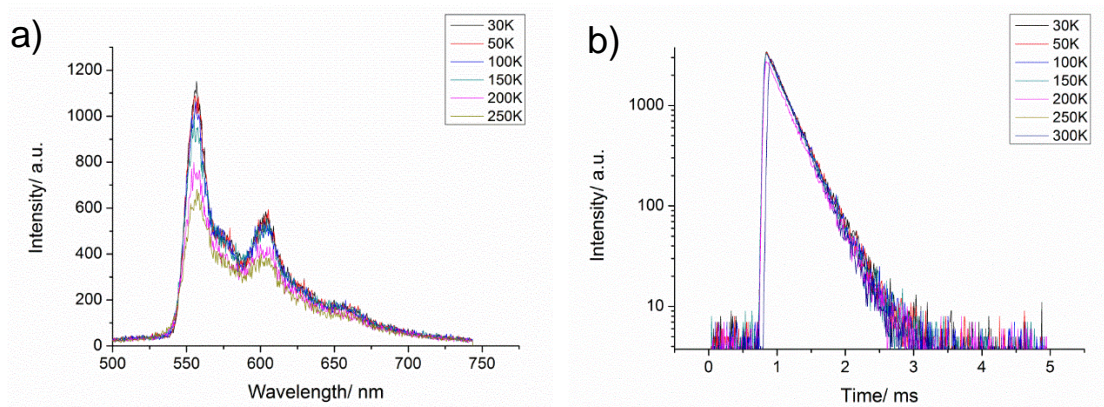 a)
30K
50K
100K
150K
200K
250K
1200
1000
800
600
400
200
0
Intensity/ a.u.
500
550
600
650
700
750
Wavelength/ nm
b)
30K
50K
100K
150K
200K
250K
300K
1000
100
10
Intensity/ a.u.
0
1
2
3
4
5
Time/ ms